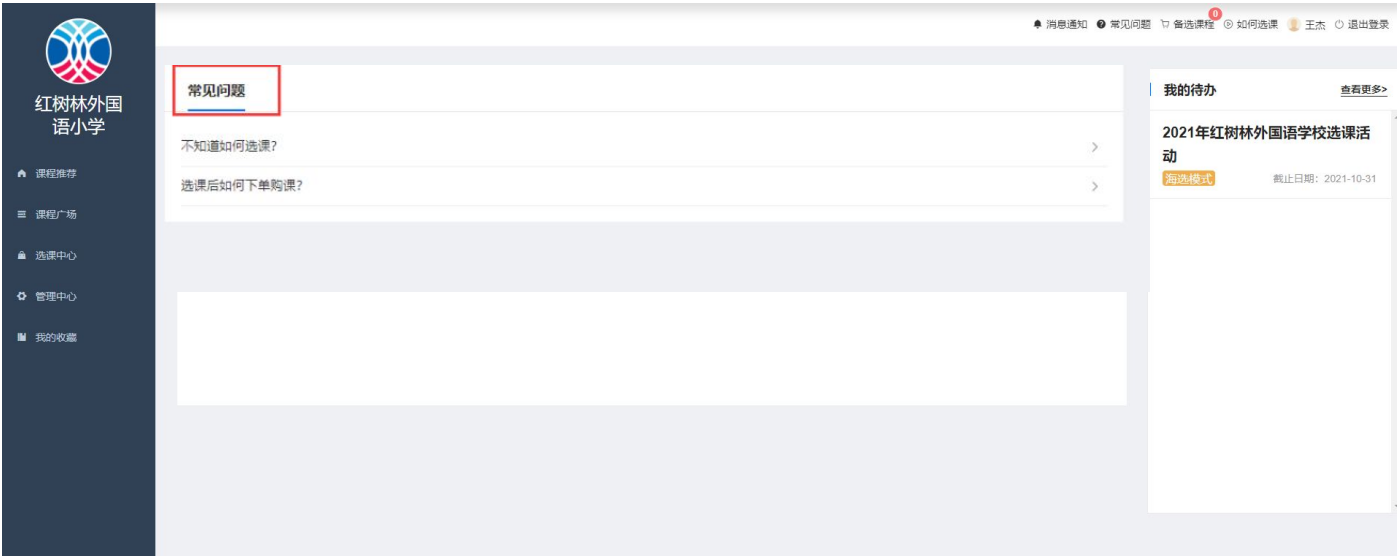 消息通知 常见问题 备选课程 0 如何选课 王杰 退出登录
红树林外国
语小学
课程推荐
课程广场
选课中心
管理中心
我的收藏
常见问题
不知道如何选课?
选课后如何下单购课?
我的待办 查看更多>
2021年红树林外国语学校选课活
动
海选模式 截止日期：2021-10-31